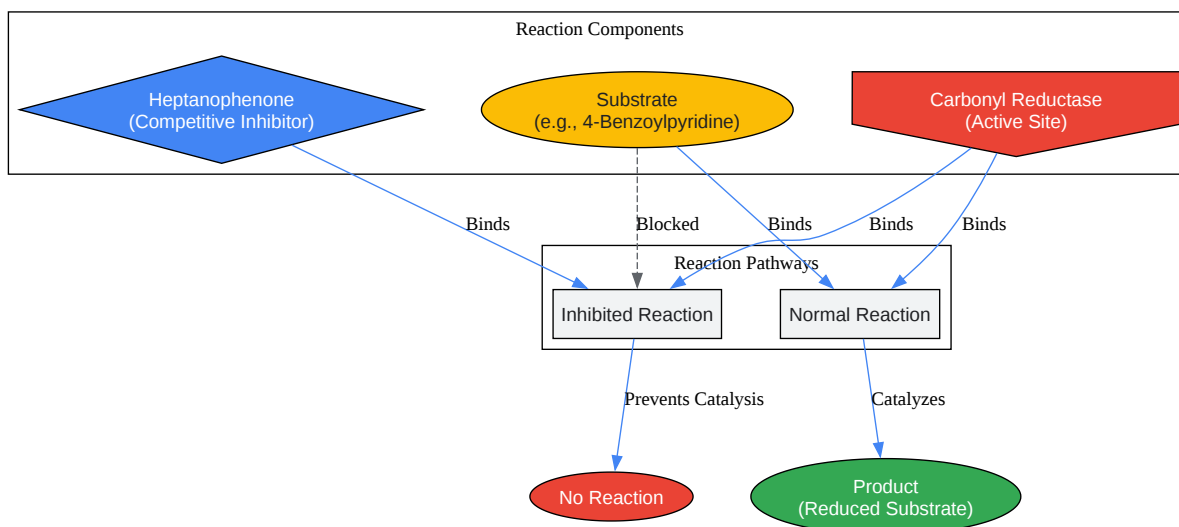 Reaction Components
Heptanophenone
(Competitive Inhibitor)
Substrate
(e.g., 4-Benzoylpyridine)
Carbonyl Reductase
(Active Site)
Binds
Blocked
Binds
Binds
Binds
Reaction Pathways
Inhibited Reaction
Normal Reaction
Prevents Catalysis
Catalyzes
No Reaction
Product
(Reduced Substrate)